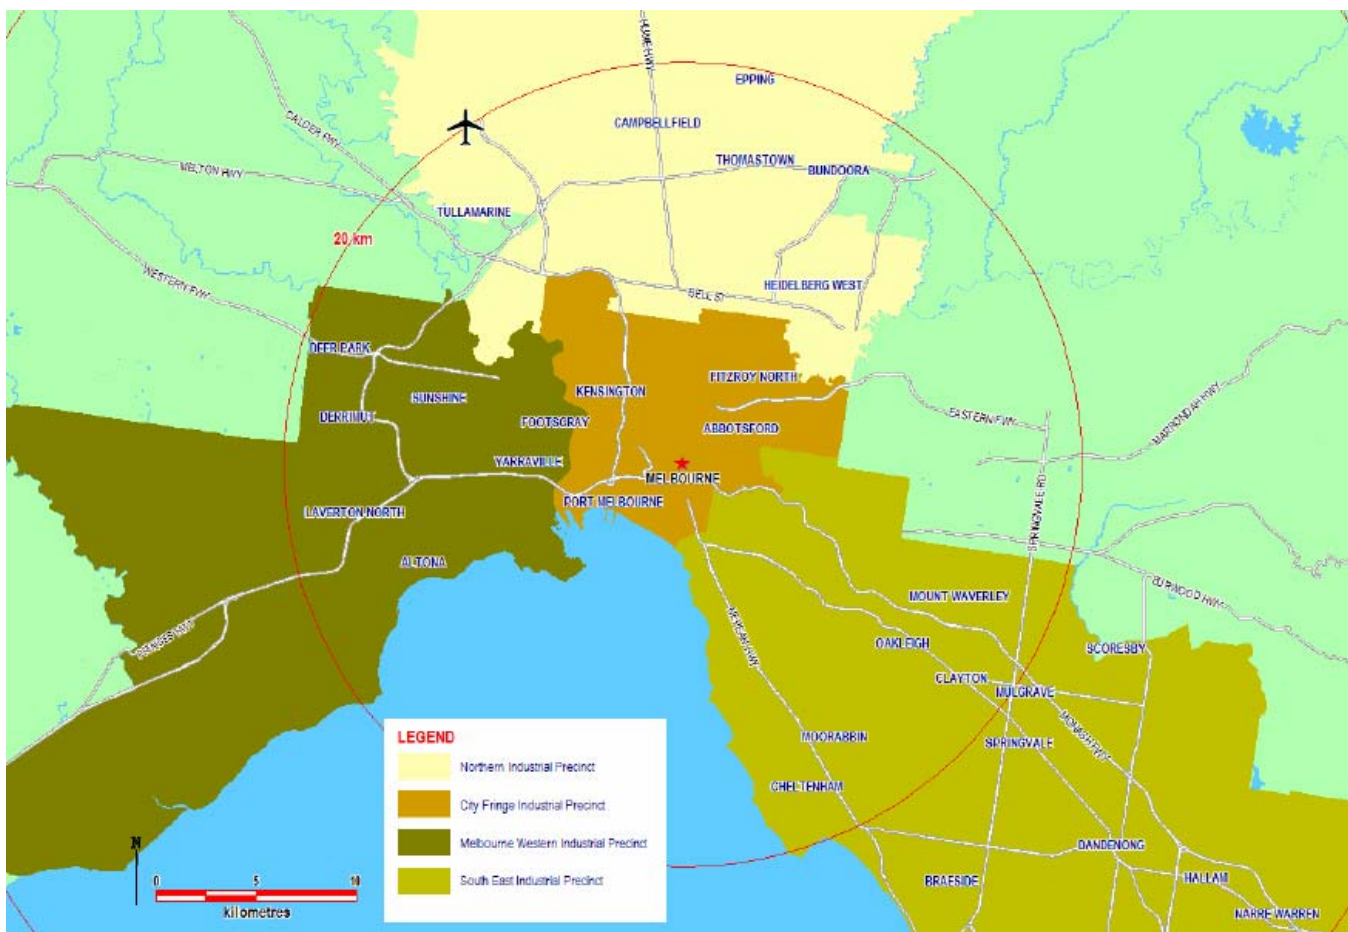 HUME HWY
EPPING
CALDER FWY
CAMPBELLFIELD
MELTON HWY
THOMASTOWN
BUNDOORA
TULLAMARINE
20 km
WESTERN FWY
HEIDELBERG WEST
BELL ST
DEER PARK
FITZROY NORTH
KENSINGTON
SUNSHINE
MAROONDAH HWY
DERRIMUT
FOOTSCRAY
ABBOTSFORD
EASTERN FWY
YARRAVILLE
MELBOURNE
PORT MELBOURNE
LAVERTON NORTH
SPRINGVALE RD
ALTONA
BURWOOD HWY
MOUNT WAVERLEY
PRINCES HWY
NEPEAN HWY
OAKLEIGH
SCORESBY
CLAYTON
MULGRAVE
MONASH FWY
MOORABBIN
SPRINGVALE
LEGEND
Northern Industrial Precinct
City Fringe Industrial Precinct
Melbourne Western Industrial Precinct
South East Industrial Precinct
CHELTENHAM
DANDENONG
N
BRAESIDE
HALLAM
0 5 10
kilometres
NARRE WARREN